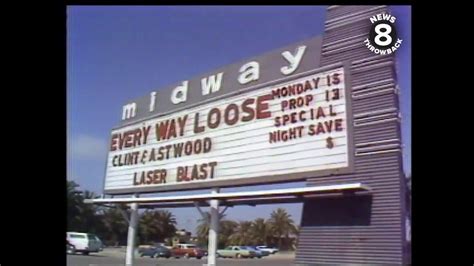 NEWS
8
THROWBACK
midway
EVERY WAY LOOSE
CLINT EASTWOOD
LASER BLAST
MONDAY IS
PROP 13
SPECIAL
NIGHT SAVE
$